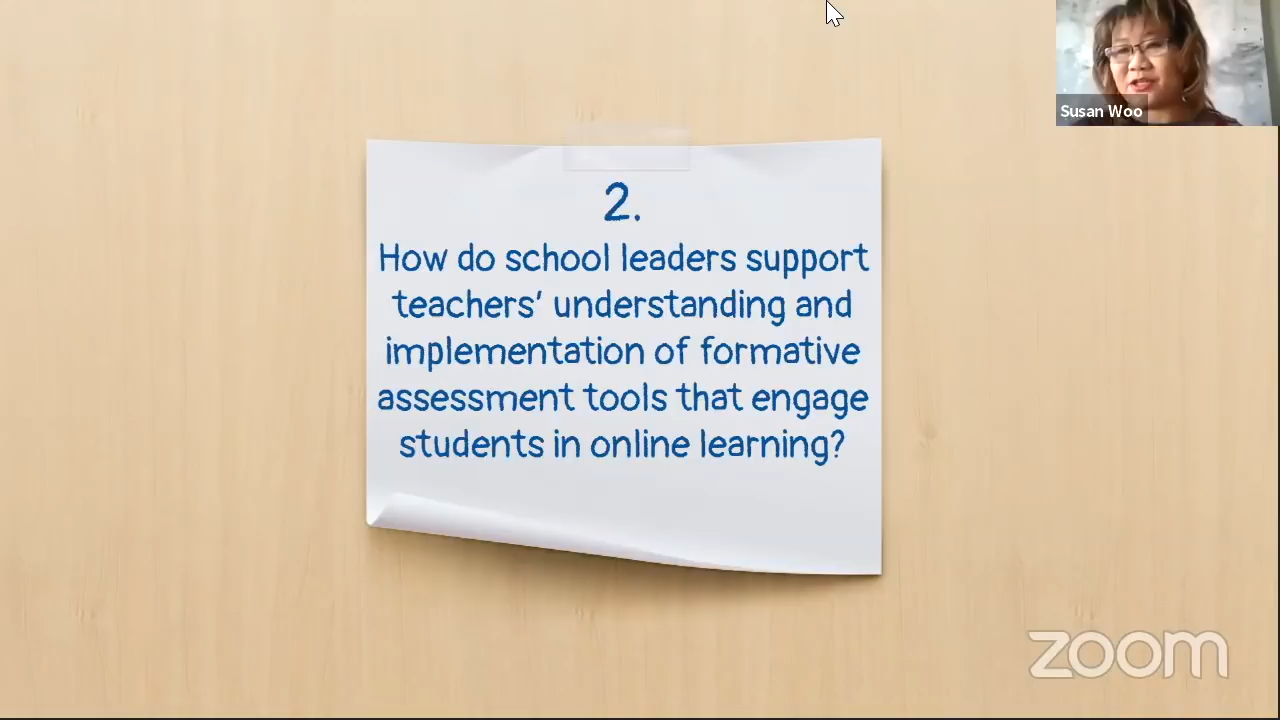 Susan Woo
2.
How do school leaders support
teachers’ understanding and
implementation of formative
assessment tools that engage
students in online learning?
zoom